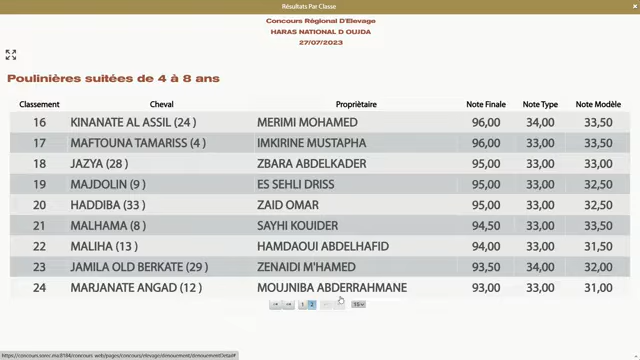 Résultats Par Classe
Concours Régional D'Elevage
HARAS NATIONAL D OUJDA
27/07/2023
Poulinières suitées de 4 à 8 ans
Classement Cheval Propriétaire Note Finale Note Type Note Modèle
16 KINANATE AL ASSIL (24 ) MERIMI MOHAMED 96,00 34,00 33,50
17 MAFTOUNA TAMARISS (4 ) IMKIRINE MUSTAPHA 96,00 33,00 33,50
18 JAZYA (28 ) ZBARA ABDELKADER 95,00 33,00 33,00
19 MAJDOLIN (9 ) ES SEHLI DRISS 95,00 33,00 32,50
20 HADDIBA (33 ) ZAID OMAR 95,00 33,00 32,50
21 MALHAMA (8 ) SAYHI KOUIDER 94,50 33,00 33,50
22 MALIHA (13 ) HAMDAOUI ABDELHAFID 94,00 33,00 31,50
23 JAMILA OLD BERKATE (29 ) ZENAIDI M'HAMED 93,50 34,00 32,00
24 MARJANATE ANGAD (12 ) MOUJNIBA ABDERRAHMANE 93,00 33,00 31,00
1 2 15